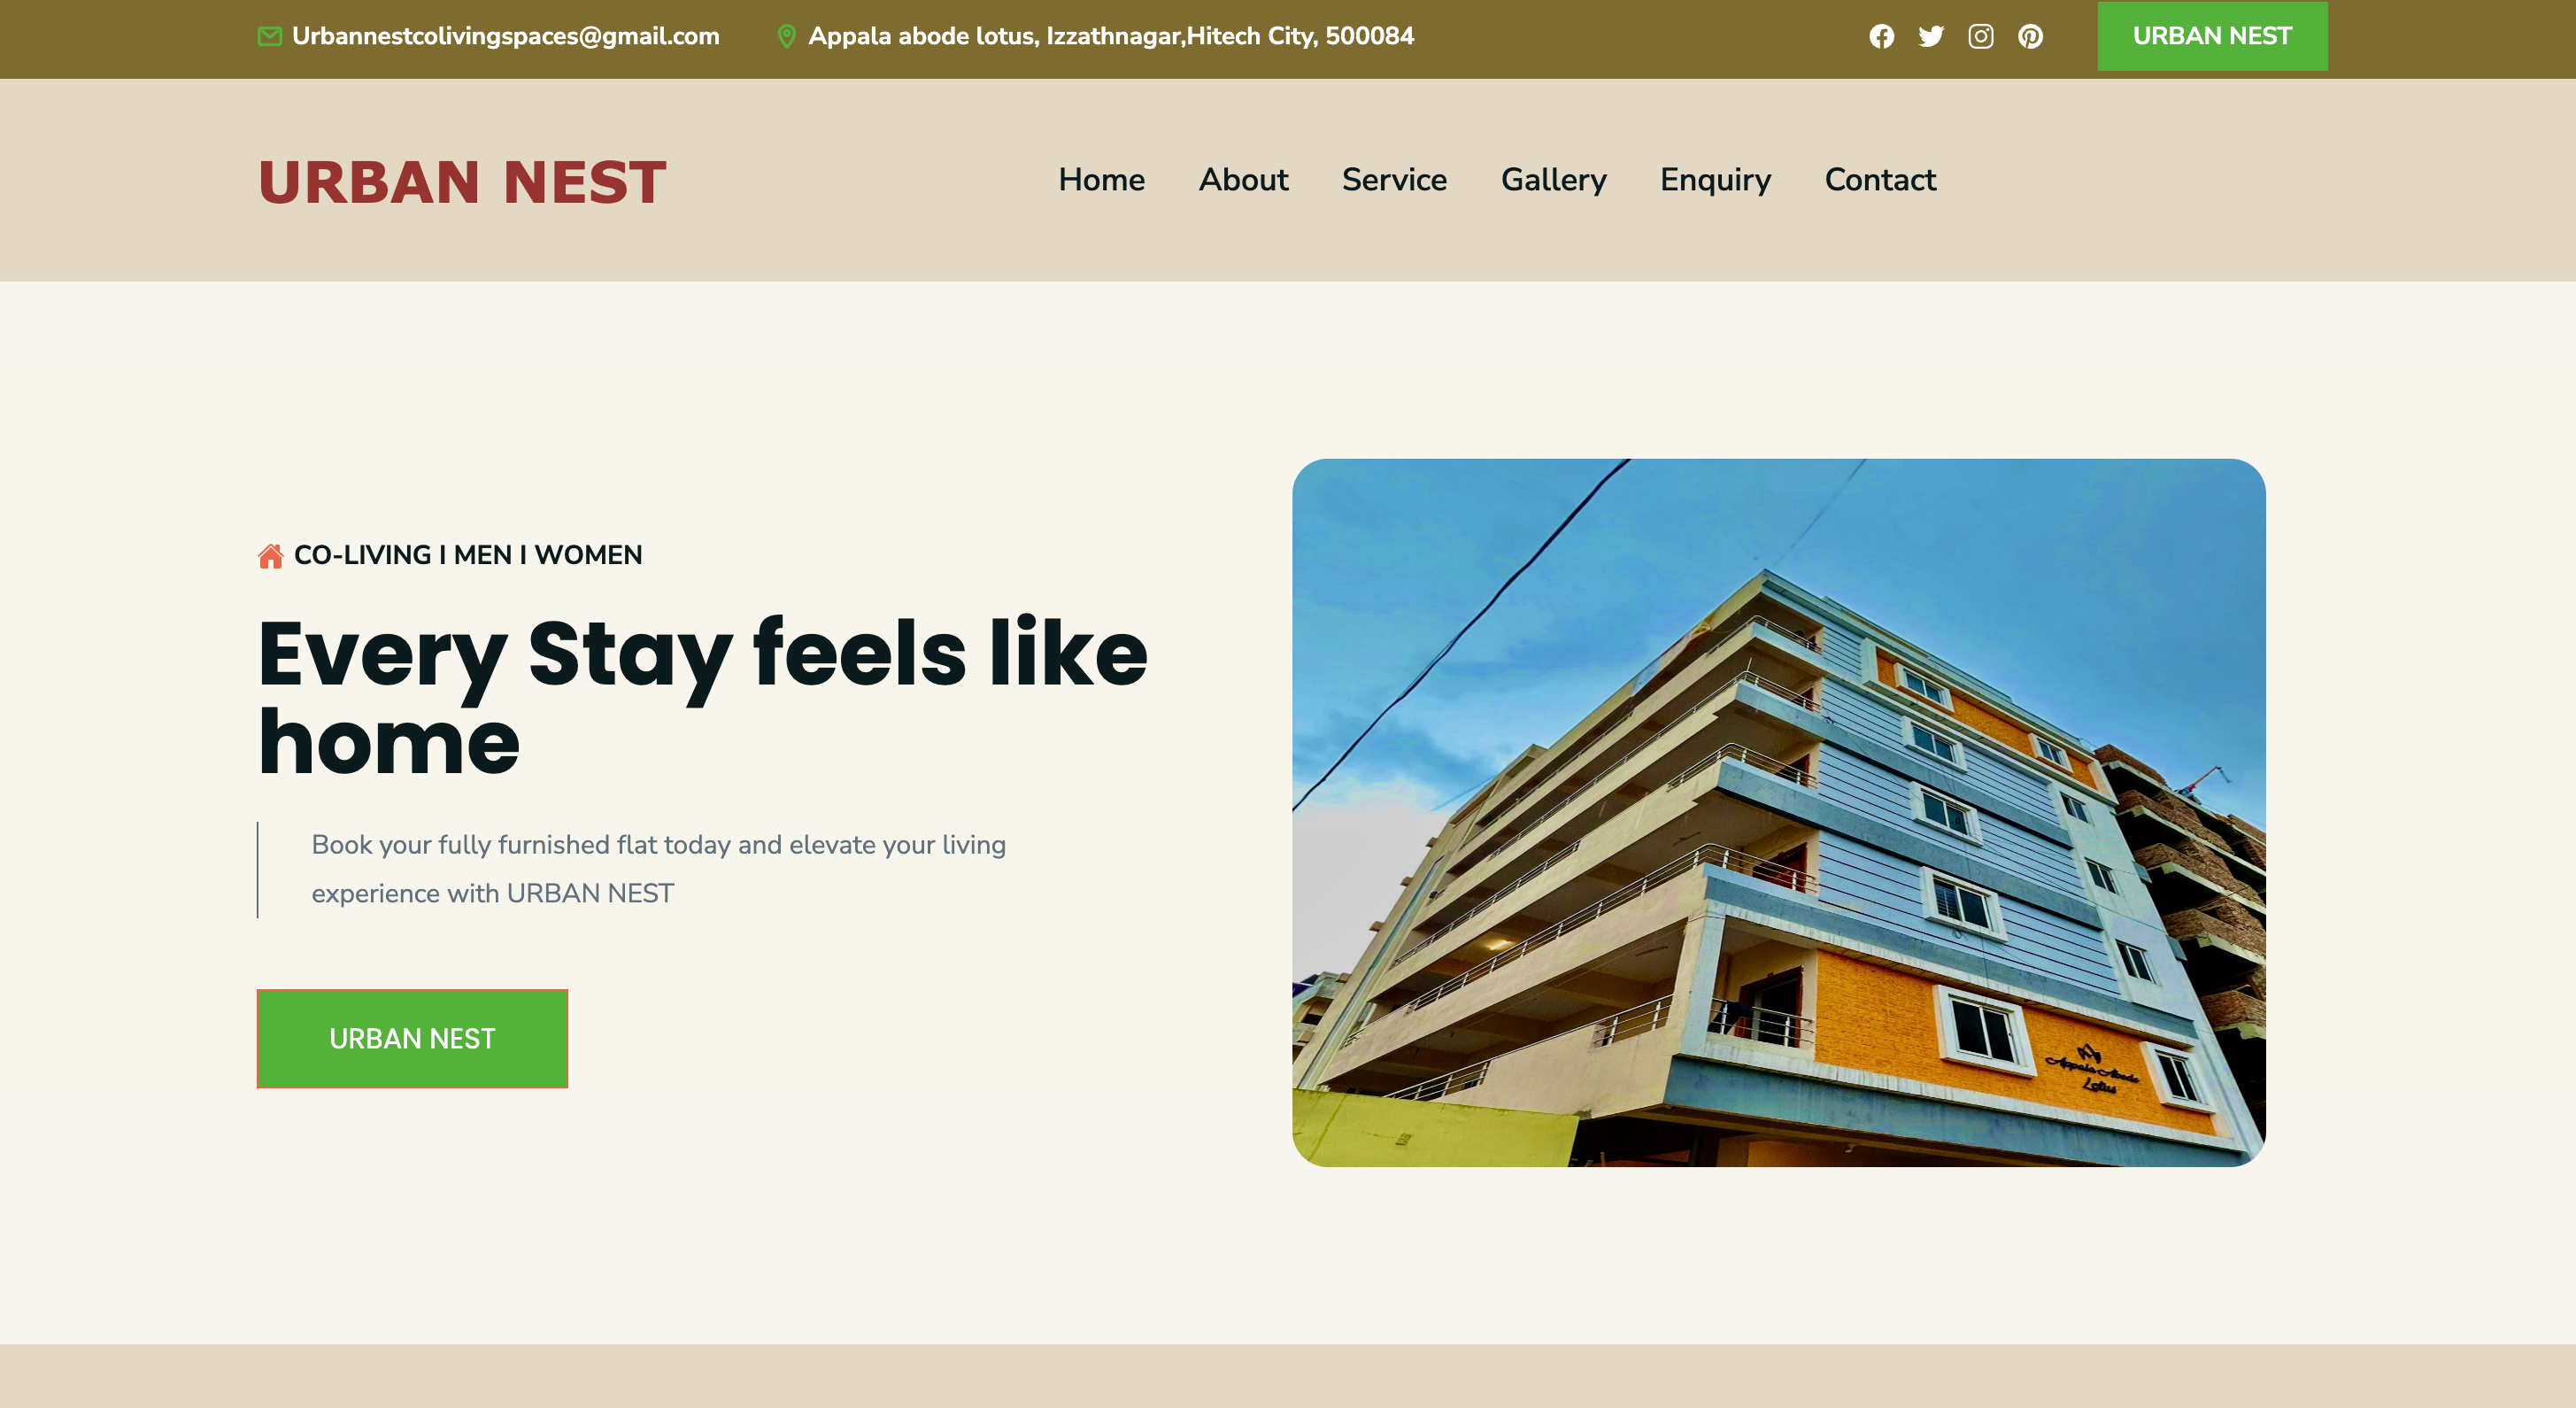 Urbannestcolivingspaces@gmail.com
Appala abode lotus, Izzathnagar,Hitech City, 500084
URBAN NEST
URBAN NEST
Home
About
Service
Gallery
Enquiry
Contact
CO-LIVING I MEN I WOMEN
Every Stay feels like
home
Book your fully furnished flat today and elevate your living
experience with URBAN NEST
URBAN NEST
Appala Abode
Lotus